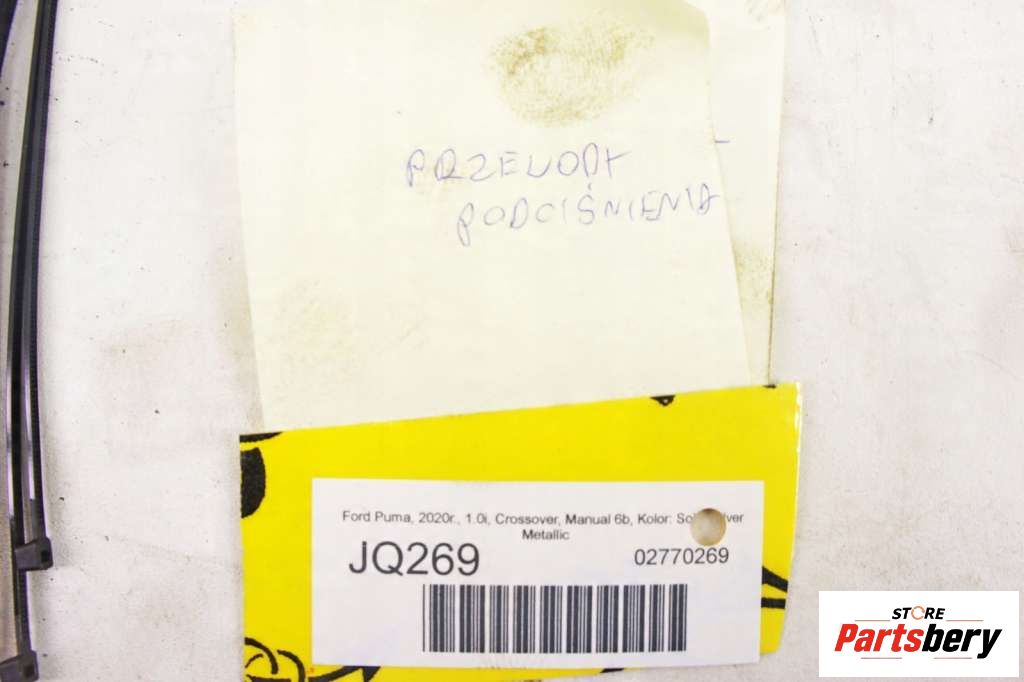 PRZEWODY
PODCIŚNIENIA
Ford Puma, 2020r., 1.0i, Crossover, Manual 6b, Kolor:
Metallic
JQ269
02770269
STORE
Partsbery